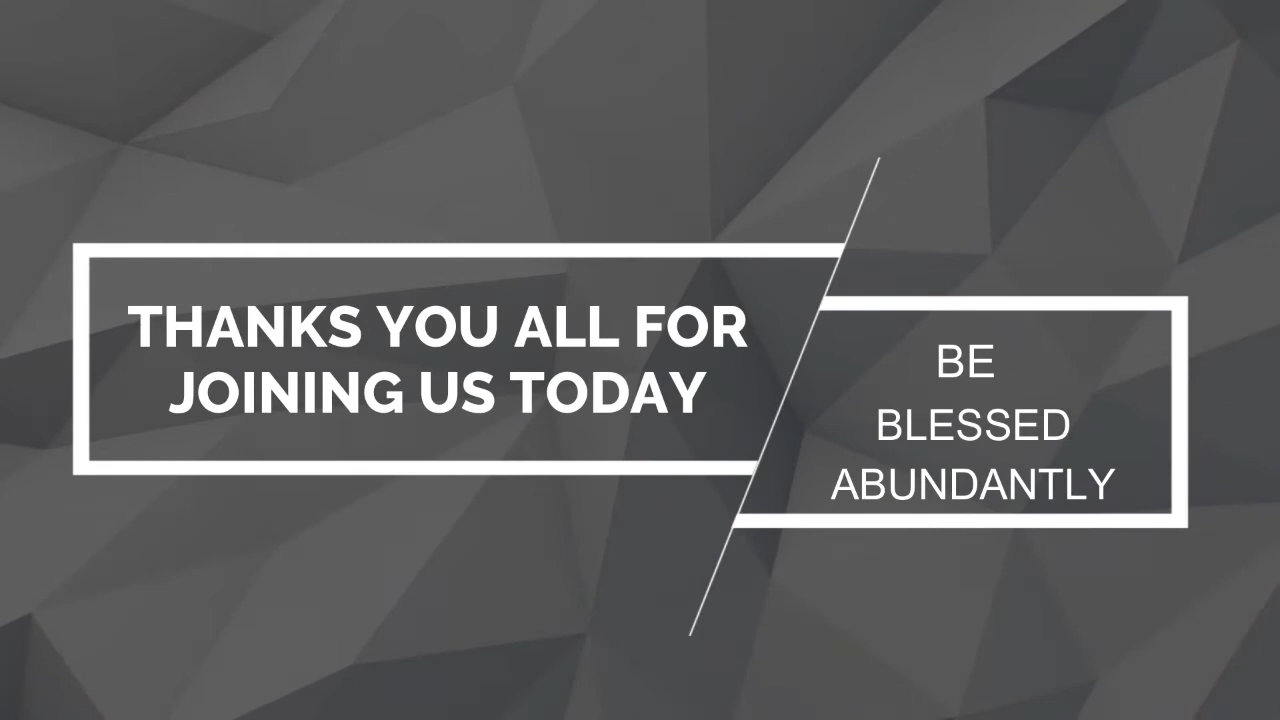 THANKS YOU ALL FOR
JOINING US TODAY
BE
BLESSED
ABUNDANTLY